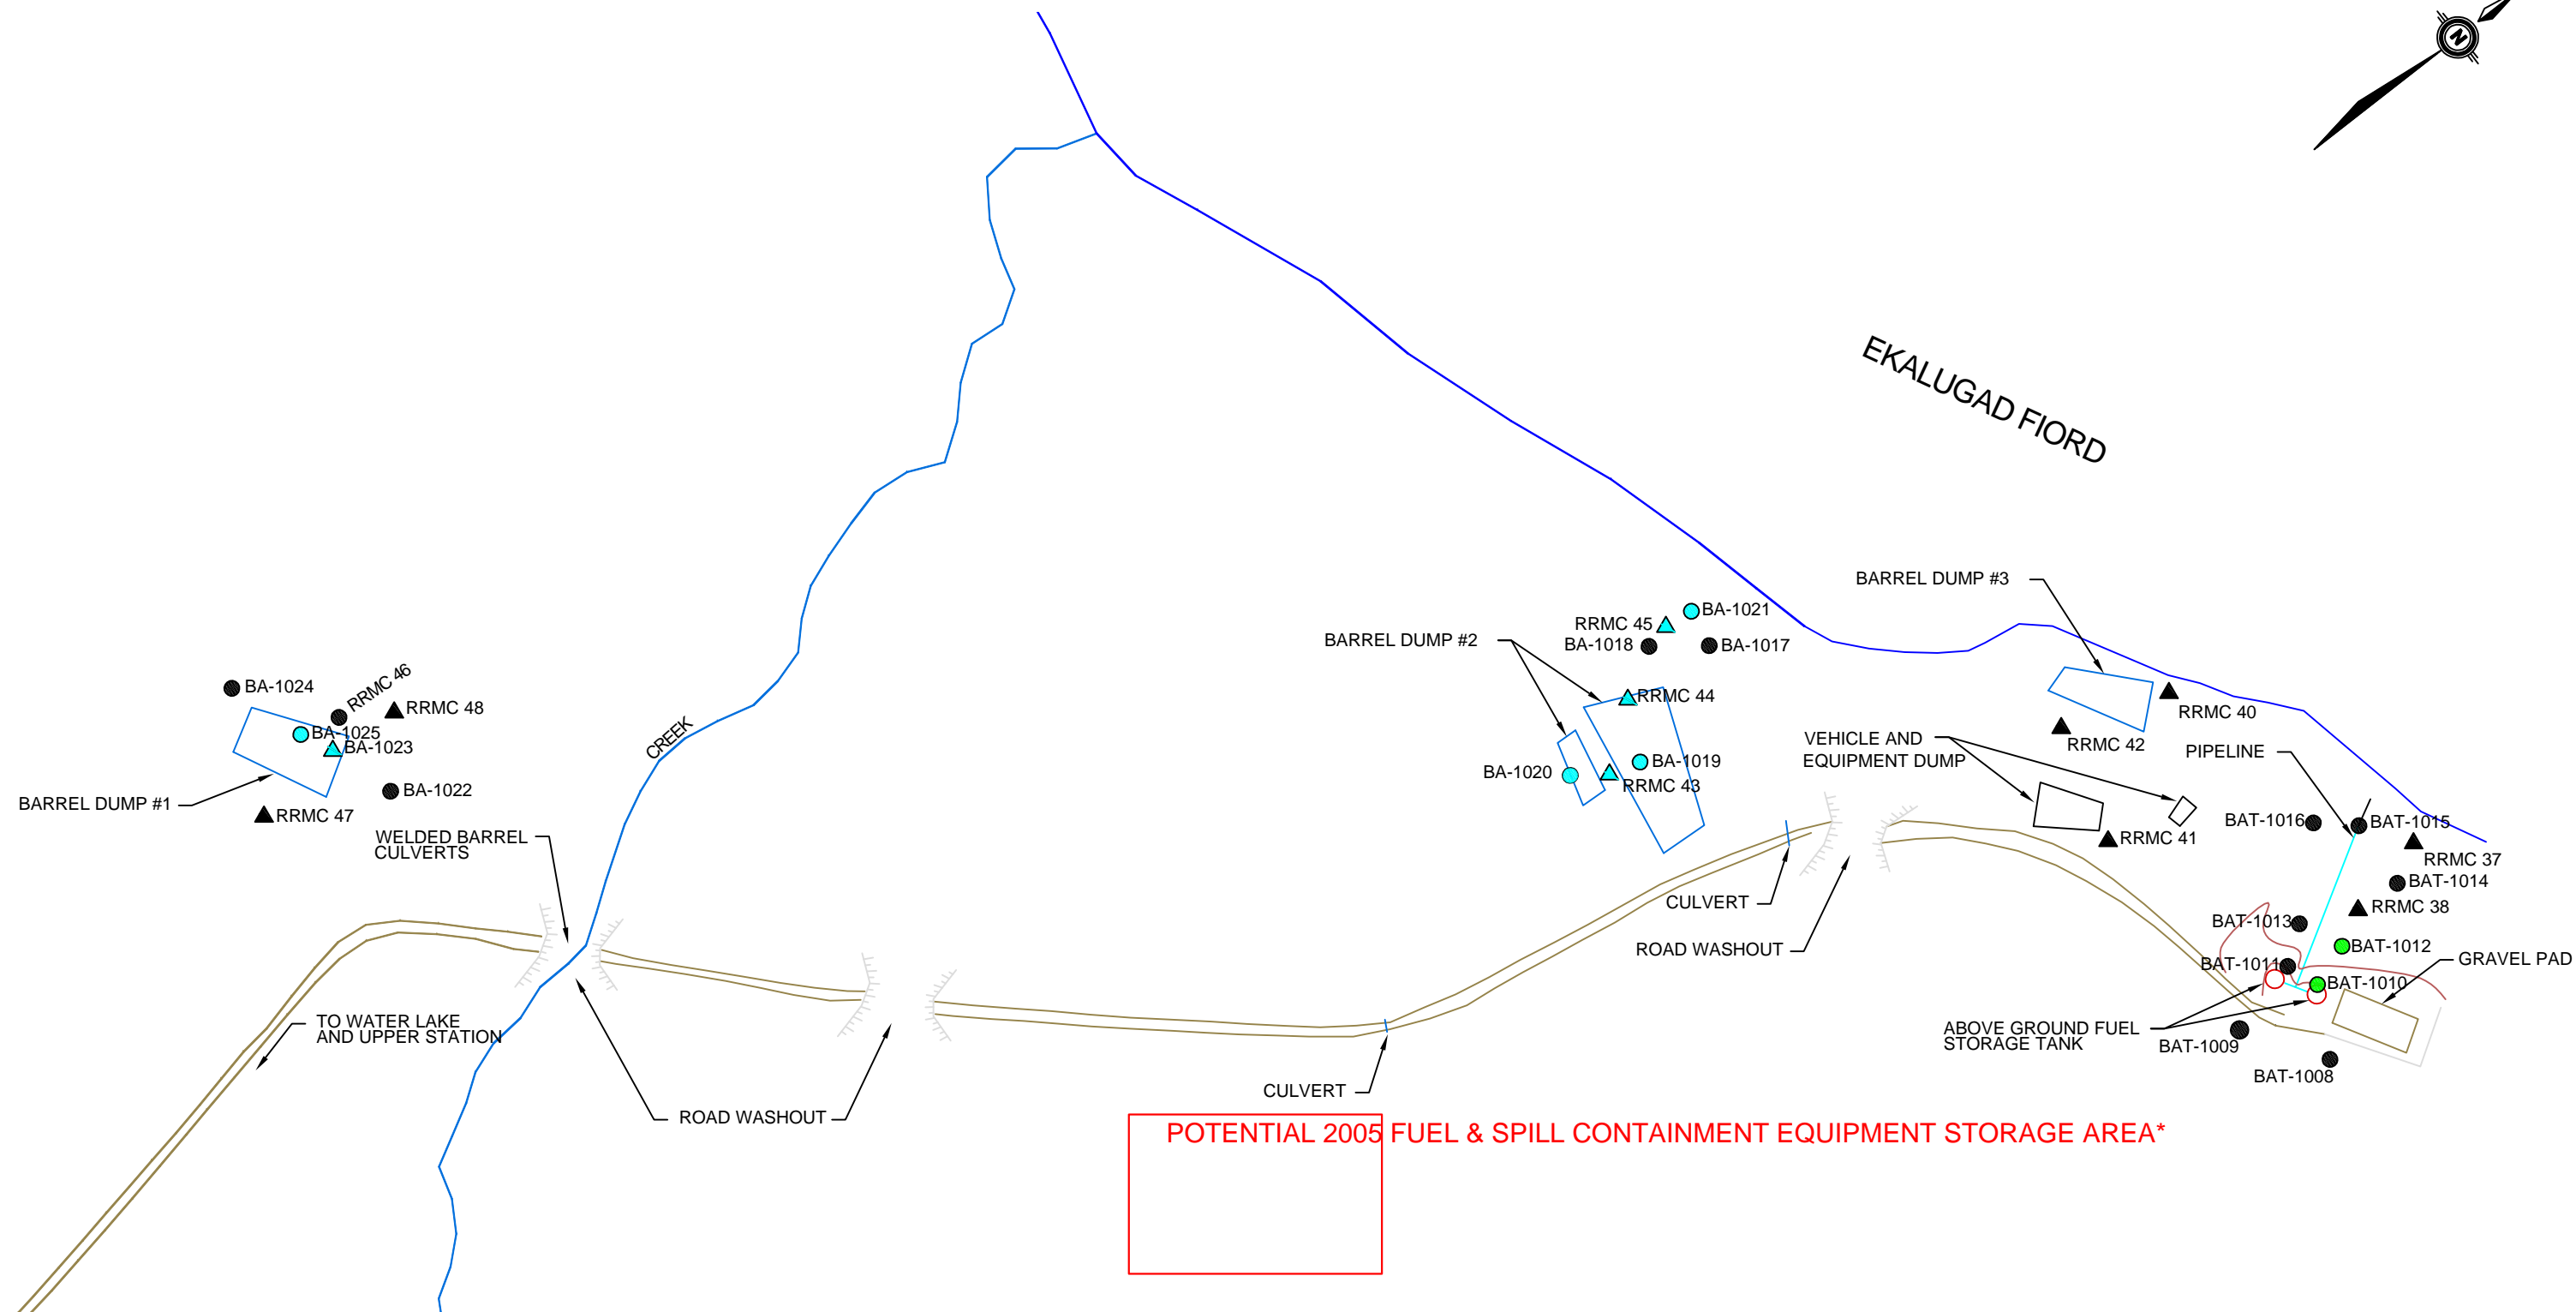 N
EKALUGAD FIORD
BARREL DUMP #3
BA-1021
RRMC 45
BARREL DUMP #2
BA-1018
BA-1017
RRMC 46
BA-1024
RRMC 44
RRMC 48
RRMC 40
CREEK
BA-1025
BA-1023
VEHICLE AND
EQUIPMENT DUMP
RRMC 42
PIPELINE
BA-1019
BA-1020
RRMC 43
BA-1022
BARREL DUMP #1
RRMC 47
BAT-1016
BAT-1015
WELDED BARREL
CULVERTS
RRMC 41
RRMC 37
BAT-1014
CULVERT
RRMC 38
BAT-1013
ROAD WASHOUT
BAT-1012
GRAVEL PAD
BAT-1011
BAT-1010
TO WATER LAKE
AND UPPER STATION
ABOVE GROUND FUEL
STORAGE TANK
BAT-1009
BAT-1008
CULVERT
ROAD WASHOUT
POTENTIAL 2005 FUEL & SPILL CONTAINMENT EQUIPMENT STORAGE AREA*